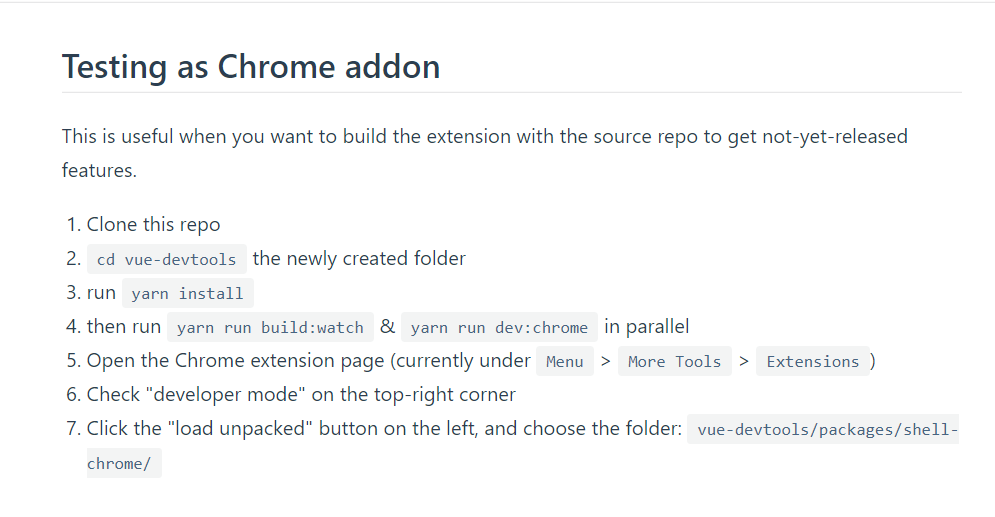 Testing as Chrome addon
This is useful when you want to build the extension with the source repo to get not-yet-released
features.
1. Clone this repo
2. cd vue-devtools the newly created folder
3. run yarn install
4. then run yarn run build:watch & yarn run dev:chrome in parallel
5. Open the Chrome extension page (currently under Menu > More Tools > Extensions )
6. Check "developer mode" on the top-right corner
7. Click the "load unpacked" button on the left, and choose the folder: vue-devtools/packages/shell-
chrome/